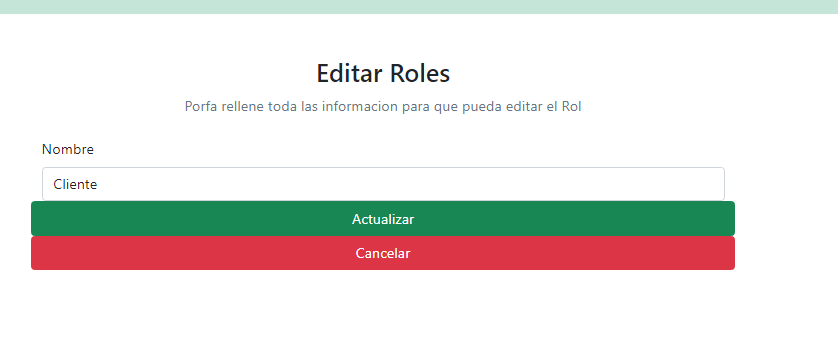 Editar Roles
Porfa rellene toda las informacion para que pueda editar el Rol
Nombre
Cliente
Actualizar
Cancelar